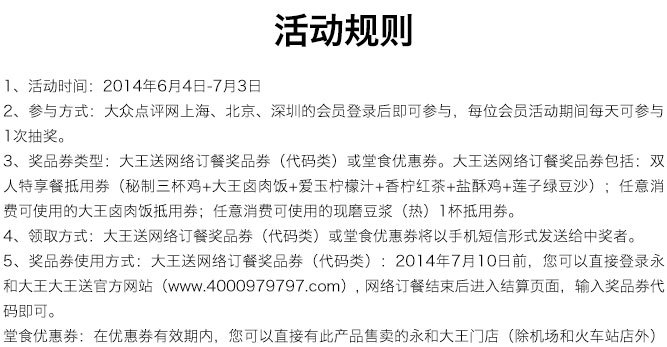 活动规则
1、活动时间：2014年6月4日-7月3日
2、参与方式：大众点评网上海、北京、深圳的会员登录后即可参与，每位会员活动期间每天可参与
1次抽奖。
3、奖品券类型：大王送网络订餐奖品券（代码类）或堂食优惠券。大王送网络订餐奖品券包括：双
人特享餐抵用券（秘制三杯鸡+大王卤肉饭+爱玉柠檬汁+香柠红茶+盐酥鸡+莲子绿豆沙）；任意消
费可使用的大王卤肉饭抵用券；任意消费可使用的现磨豆浆（热）1杯抵用券。
4、领取方式：大王送网络订餐奖品券（代码类）或堂食优惠券将以手机短信形式发送给中奖者。
5、奖品券使用方式：大王送网络订餐奖品券（代码类）：2014年7月10日前，您可以直接登录永
和大王大王送官方网站（www.4000979797.com）, 网络订餐结束后进入结算页面，输入奖品券代
码即可。
堂食优惠券：在优惠券有效期内，您可以直接有此产品售卖的永和大王门店（除机场和火车站店外）